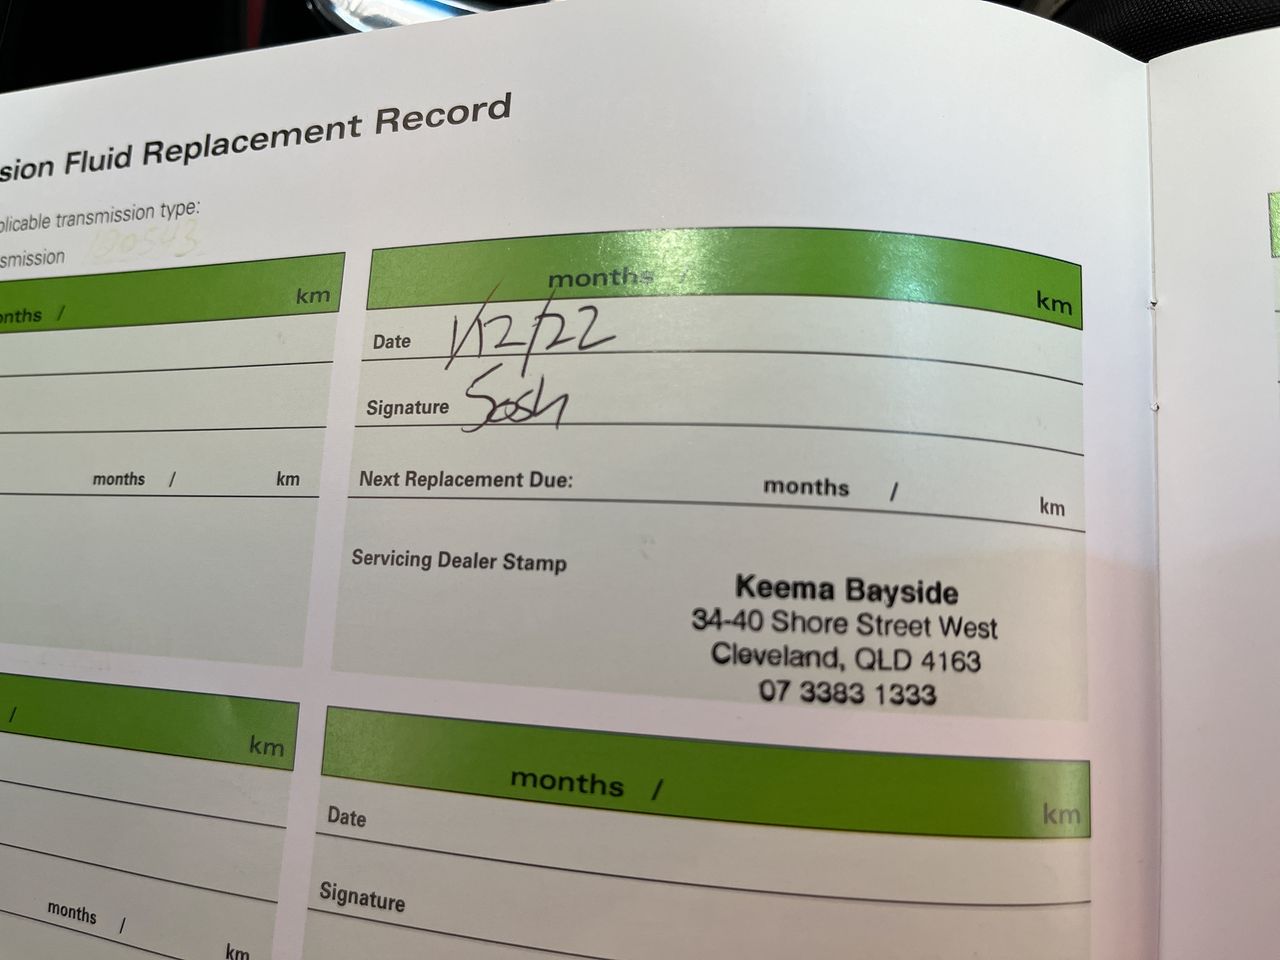 sion Fluid Replacement Record
plicable transmission type:
smission
onths / km
months / km
Date 1/12/22
Signature Sosh
months / km
Next Replacement Due: months / km
Servicing Dealer Stamp
Keema Bayside
34-40 Shore Street West
Cleveland, QLD 4163
07 3383 1333
/ km
months / km
Date
Signature
months / km